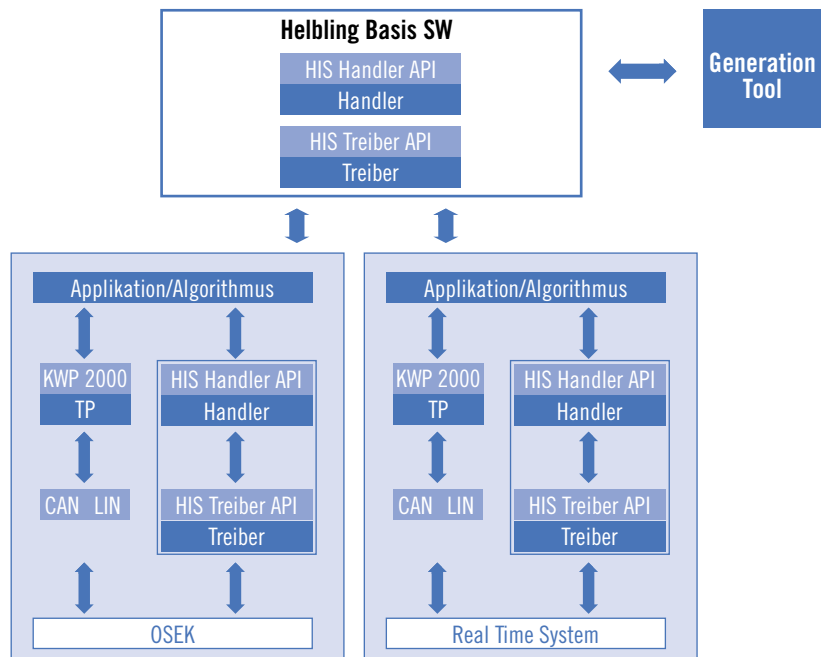 Helbling Basis SW
HIS Handler API
Handler
HIS Treiber API
Treiber
Generation
Tool
Applikation/Algorithmus
KWP 2000
TP
HIS Handler API
Handler
CAN LIN
HIS Treiber API
Treiber
OSEK
Applikation/Algorithmus
KWP 2000
TP
HIS Handler API
Handler
CAN LIN
HIS Treiber API
Treiber
Real Time System